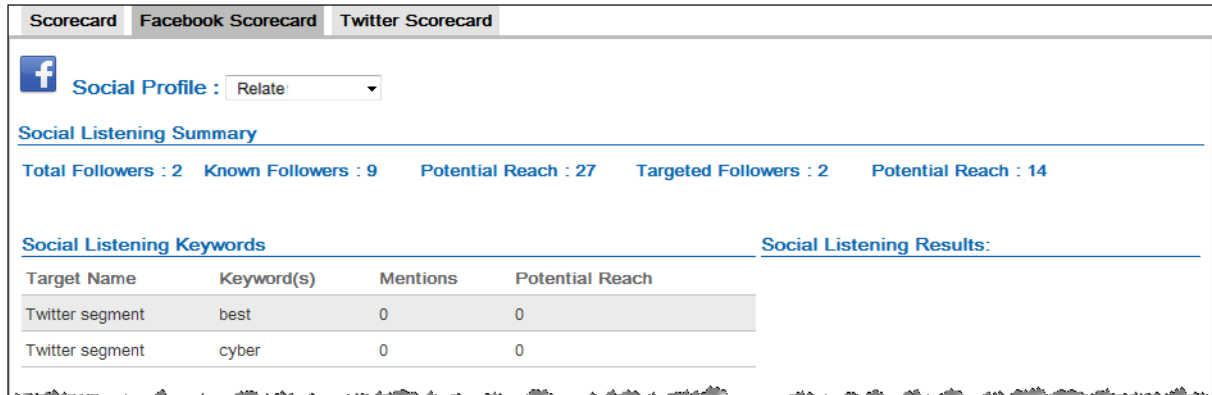 Scorecard Facebook Scorecard Twitter Scorecard
f
Social Profile : Relate
Social Listening Summary
Total Followers : 2 Known Followers : 9 Potential Reach : 27 Targeted Followers : 2 Potential Reach : 14
Social Listening Keywords
Social Listening Results:
Target Name Keyword(s) Mentions Potential Reach
Twitter segment best 0 0
Twitter segment cyber 0 0